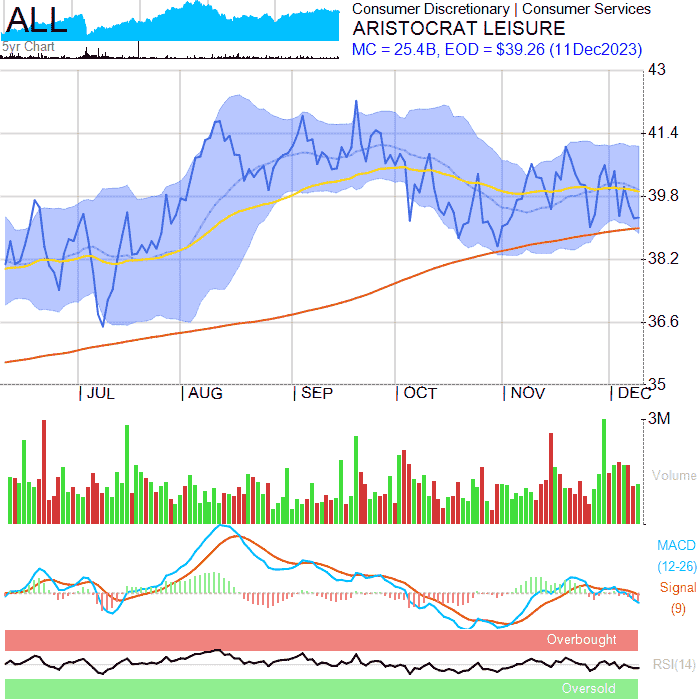 ALL
5yr Chart
Consumer Discretionary | Consumer Services
ARISTOCRAT LEISURE
MC = 25.4B, EOD = $39.26 (11Dec2023)
43
41.4
39.8
38.2
36.6
35
| JUL | AUG | SEP | OCT | NOV | DEC
3M
Volume
MACD
(12-26)
Signal
(9)
Overbought
RSI(14)
Oversold